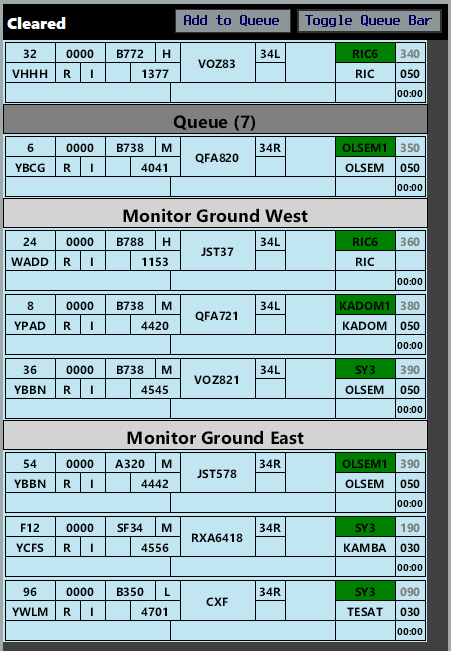 Cleared Add to Queue Toggle Queue Bar
32 0000 B772 H VOZ83 34L RIC6 340
VHHH R I 1377 RIC 050
00:00
Queue (7)
6 0000 B738 M QFA820 34R OLSEM1 350
YBCG R I 4041 OLSEM 050
00:00
Monitor Ground West
24 0000 B788 H JST37 34L RIC6 360
WADD R I 1153 RIC
00:00
8 0000 B738 M QFA721 34L KADOM1 380
YPAD R I 4420 KADOM 050
00:00
36 0000 B738 M VOZ821 34L SY3 390
YBBN R I 4545 OLSEM 050
00:00
Monitor Ground East
54 0000 A320 M JST578 34R OLSEM1 390
YBBN R I 4442 OLSEM 050
00:00
F12 0000 SF34 M RXA6418 34R SY3 190
YCFS R I 4556 KAMBA 030
00:00
96 0000 B350 L CXF 34R SY3 090
YWLM R I 4701 TESAT 030
00:00